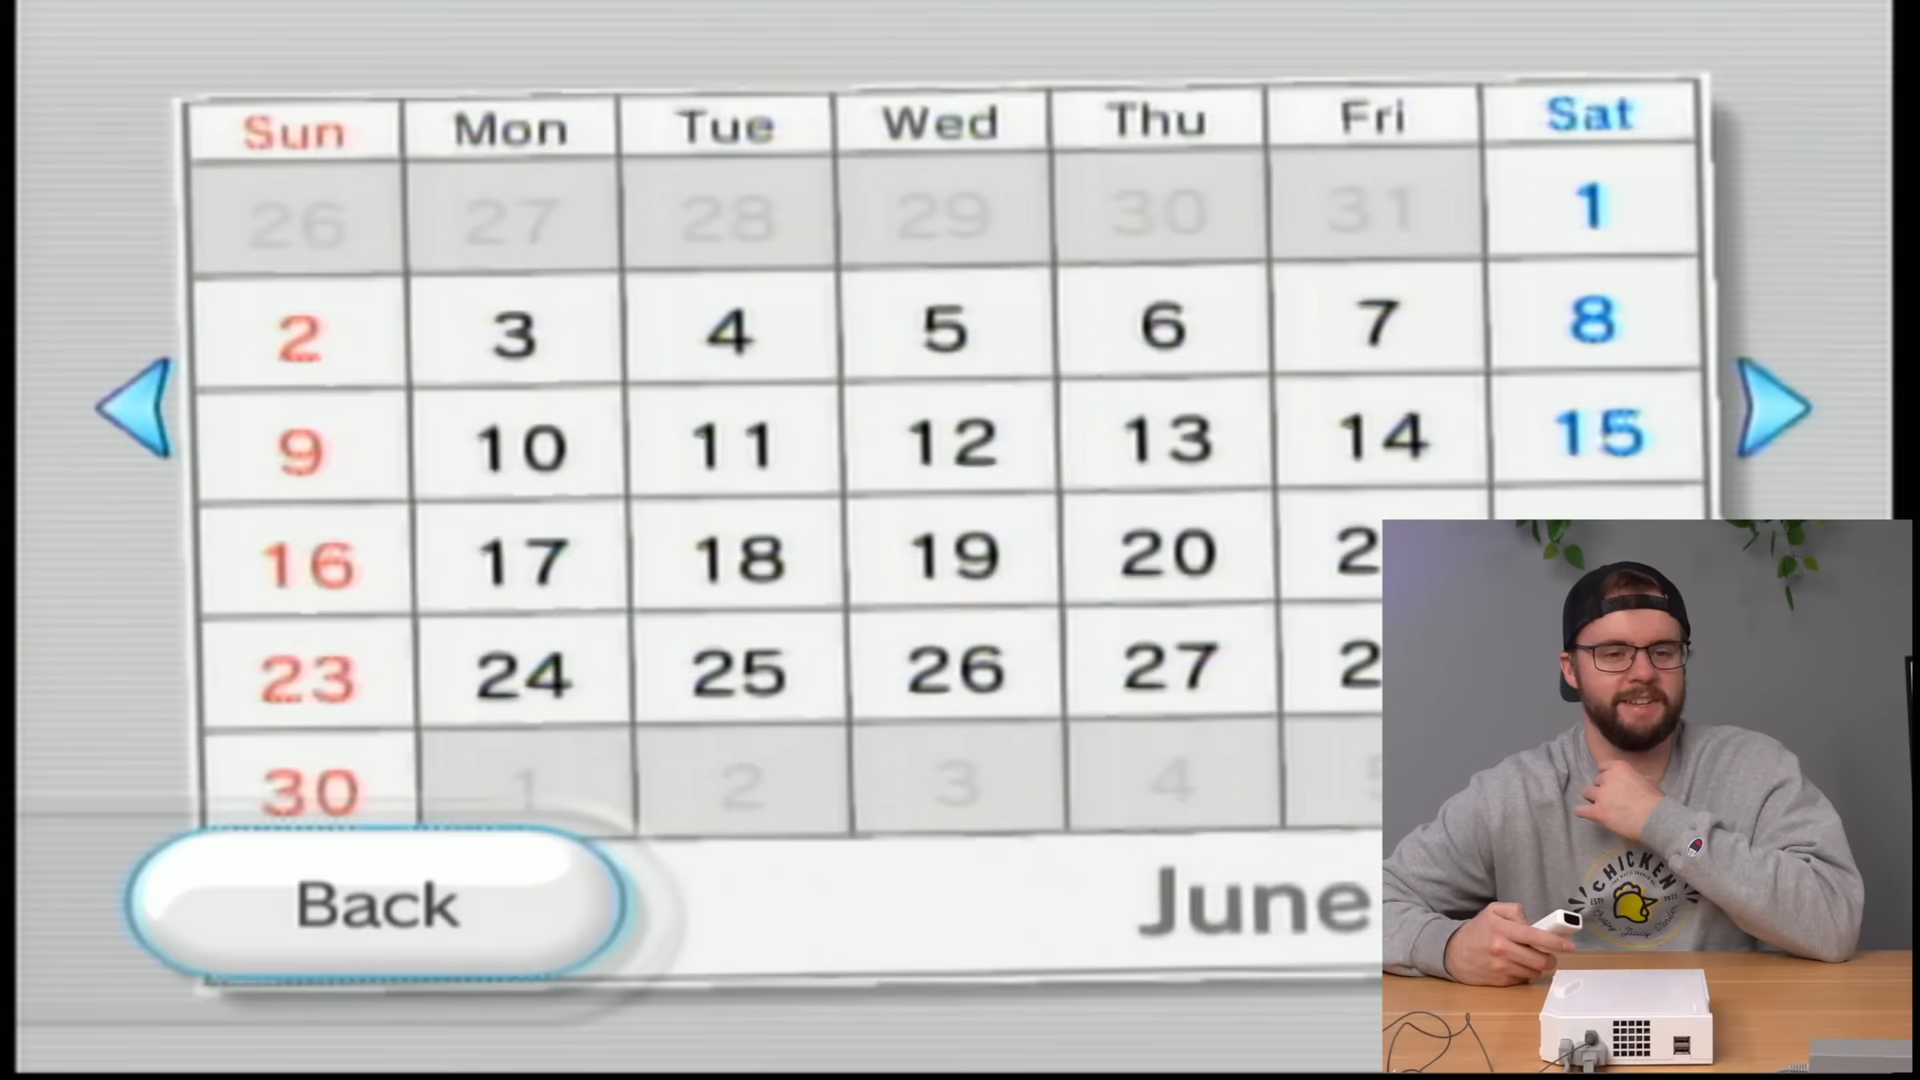 Sun Mon Tue Wed Thu Fri Sat
26 27 28 29 30 31 1
2 3 4 5 6 7 8
9 10 11 12 13 14 15
16 17 18 19 20
23 24 25 26 27
30 1 2 3 4
Back
June
CHICKEN